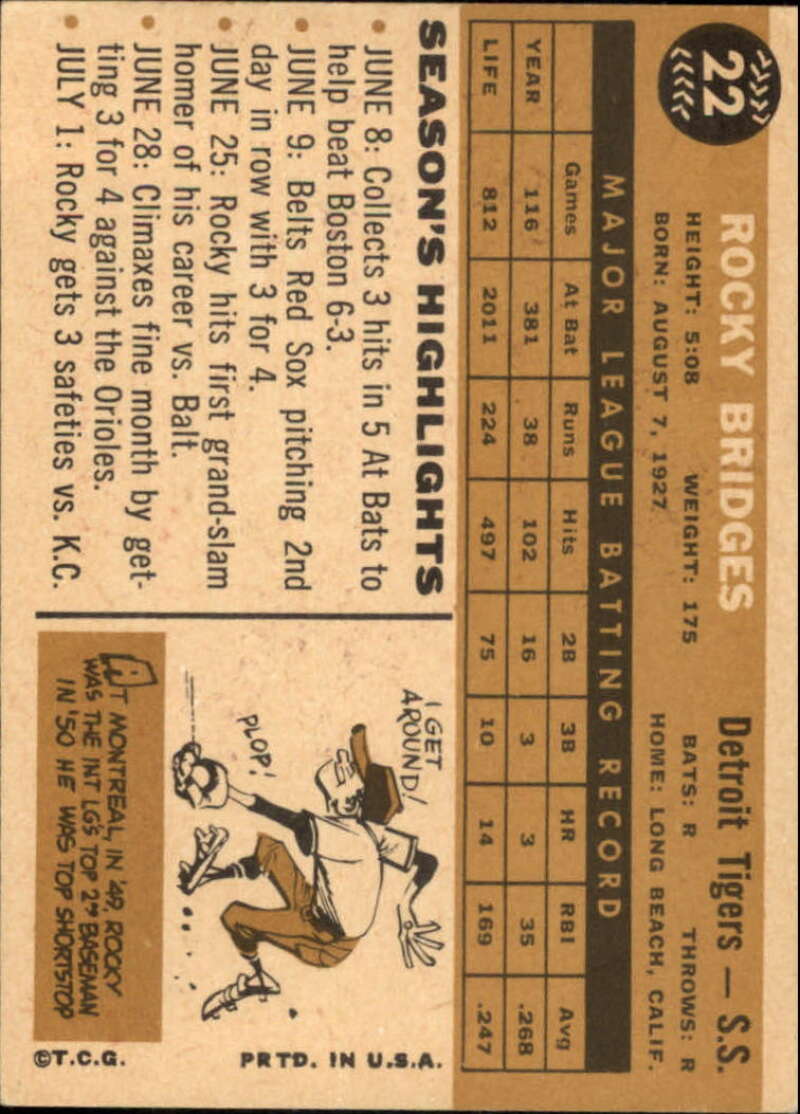 22
ROCKY BRIDGES Detroit Tigers — S.S.
HEIGHT: 5:08 WEIGHT: 175 BATS: R THROWS: R
BORN: AUGUST 7, 1927 HOME: LONG BEACH, CALIF.
MAJOR LEAGUE BATTING RECORD
Games At Bat Runs Hits 2B 3B HR RBI Avg
YEAR 116 381 38 102 16 3 3 35 .268
LIFE 812 2011 224 497 75 10 14 169 .247
SEASON'S HIGHLIGHTS
• JUNE 8: Collects 3 hits in 5 At Bats to
help beat Boston 6-3.
• JUNE 9: Belts Red Sox pitching 2nd
day in row with 3 for 4.
• JUNE 25: Rocky hits first grand-slam
homer of his career vs. Balt.
• JUNE 28: Climaxes fine month by get-
ting 3 for 4 against the Orioles.
• JULY 1: Rocky gets 3 safeties vs. K.C.
I GET
AROUND!
PLOP!
AT MONTREAL, IN '49, ROCKY
WAS THE INT LG'S TOP 2ND BASEMAN
IN '50 HE WAS TOP SHORTSTOP
©T.C.G. PRTD. IN U.S.A.